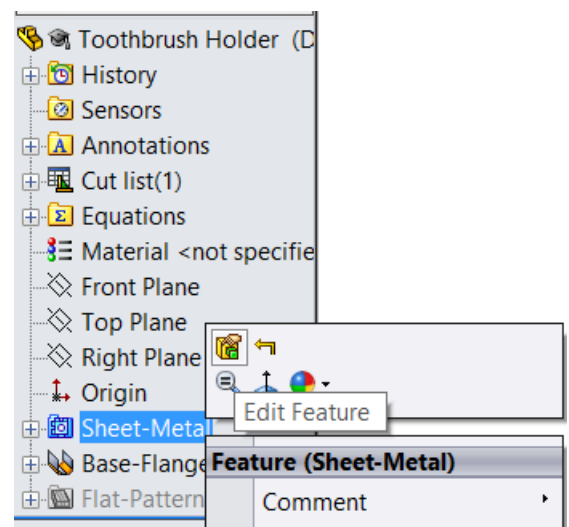 Toothbrush Holder (D
History
Sensors
A Annotations
Cut list(1)
Σ Equations
Material <not specifie
Front Plane
Top Plane
Right Plane
Origin
Edit Feature
Sheet-Metal
Base-Flange
Feature (Sheet-Metal)
Flat-Pattern
Comment